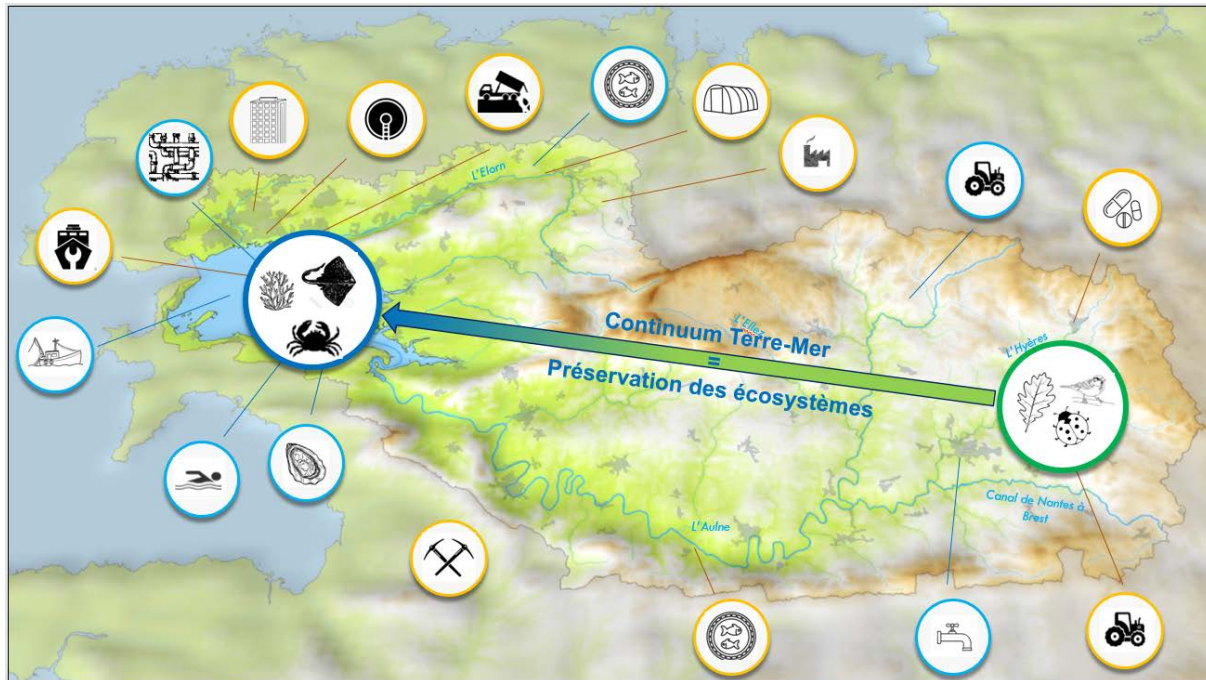 L'Elorn
L'Ellez
Continuum Terre-Mer
=
Préservation des écosystèmes
L'Hyères
Canal de Nantes à
Brest
L'Aulne